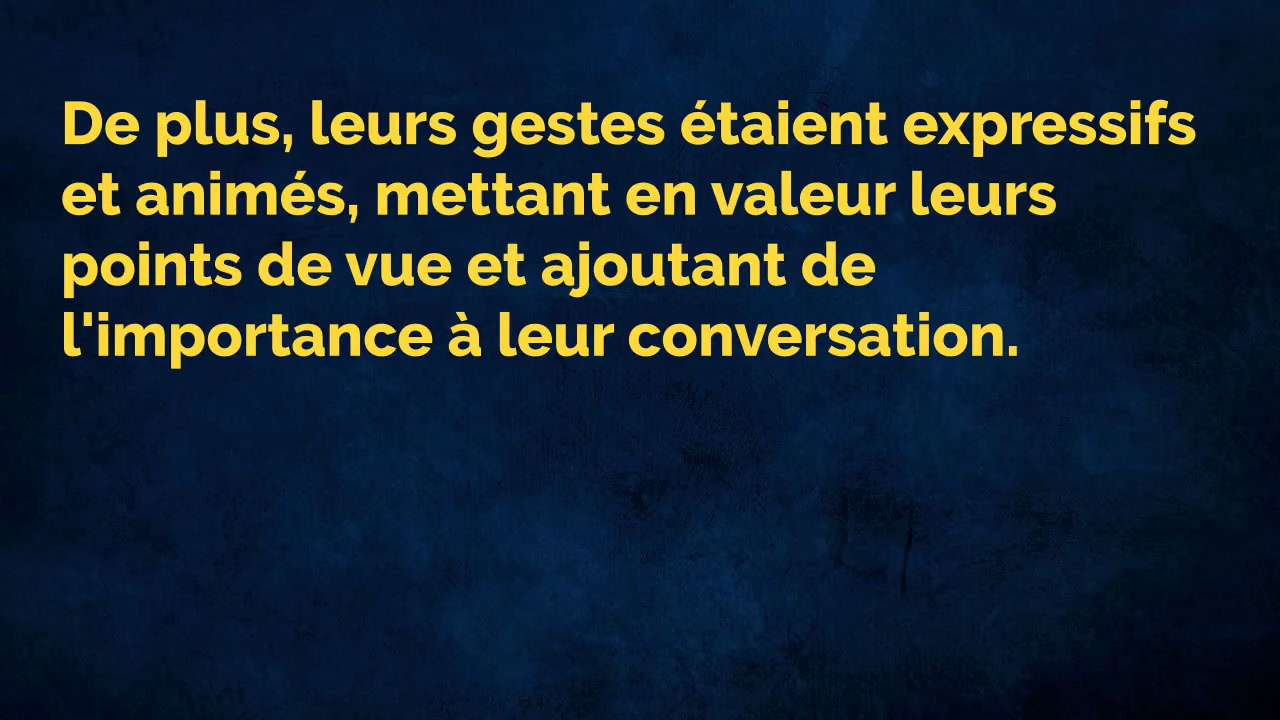 De plus, leurs gestes étaient expressifs
et animés, mettant en valeur leurs
points de vue et ajoutant de
l'importance à leur conversation.